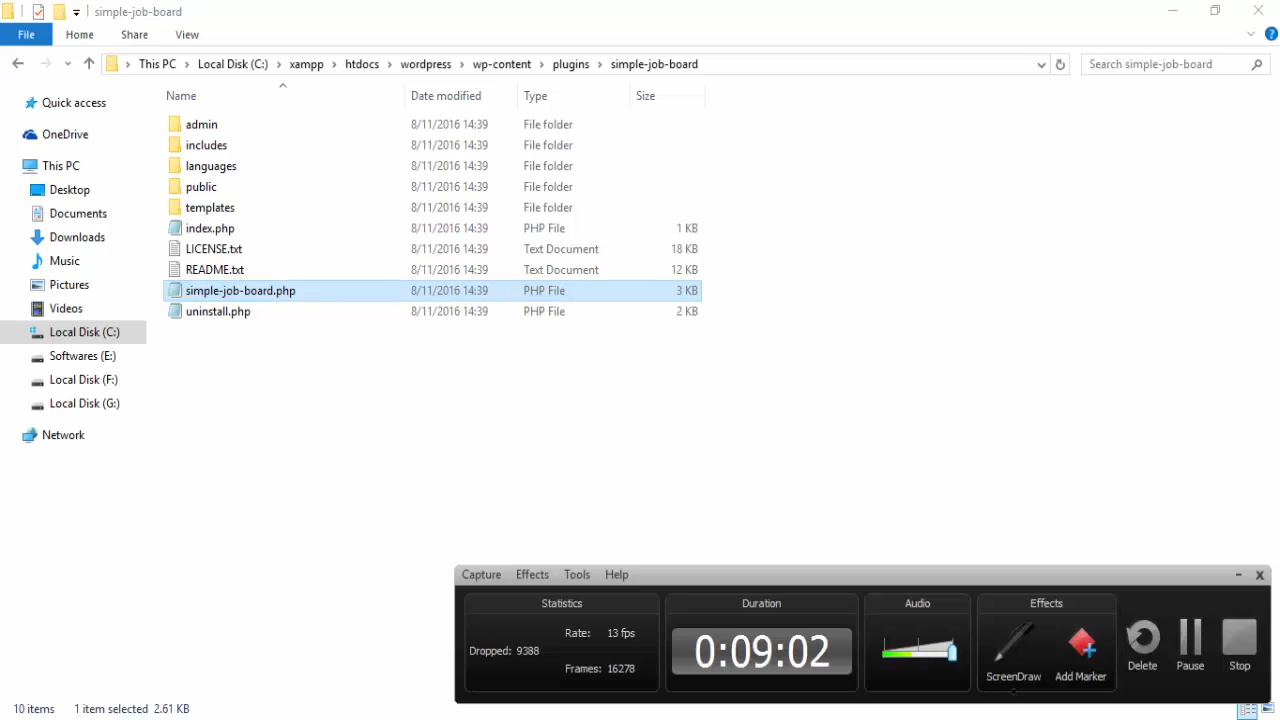 simple-job-board
File Home Share View
This PC Local Disk (C:) xampp htdocs wordpress wp-content plugins simple-job-board Search simple-job-board
Name Date modified Type Size
Quick access
OneDrive
This PC
Desktop
Documents
Downloads
Music
Pictures
Videos
Local Disk (C:)
Softwares (E:)
Local Disk (F:)
Local Disk (G:)
Network
admin 8/11/2016 14:39 File folder
includes 8/11/2016 14:39 File folder
languages 8/11/2016 14:39 File folder
public 8/11/2016 14:39 File folder
templates 8/11/2016 14:39 File folder
index.php 8/11/2016 14:39 PHP File 1 KB
LICENSE.txt 8/11/2016 14:39 Text Document 18 KB
README.txt 8/11/2016 14:39 Text Document 12 KB
simple-job-board.php 8/11/2016 14:39 PHP File 3 KB
uninstall.php 8/11/2016 14:39 PHP File 2 KB
Capture Effects Tools Help
Statistics Duration Audio Effects
Rate: 13 fps
Dropped: 9388
Frames: 16278
0:09:02
ScreenDraw Add Marker
Delete Pause Stop
10 items 1 item selected 2.61 KB